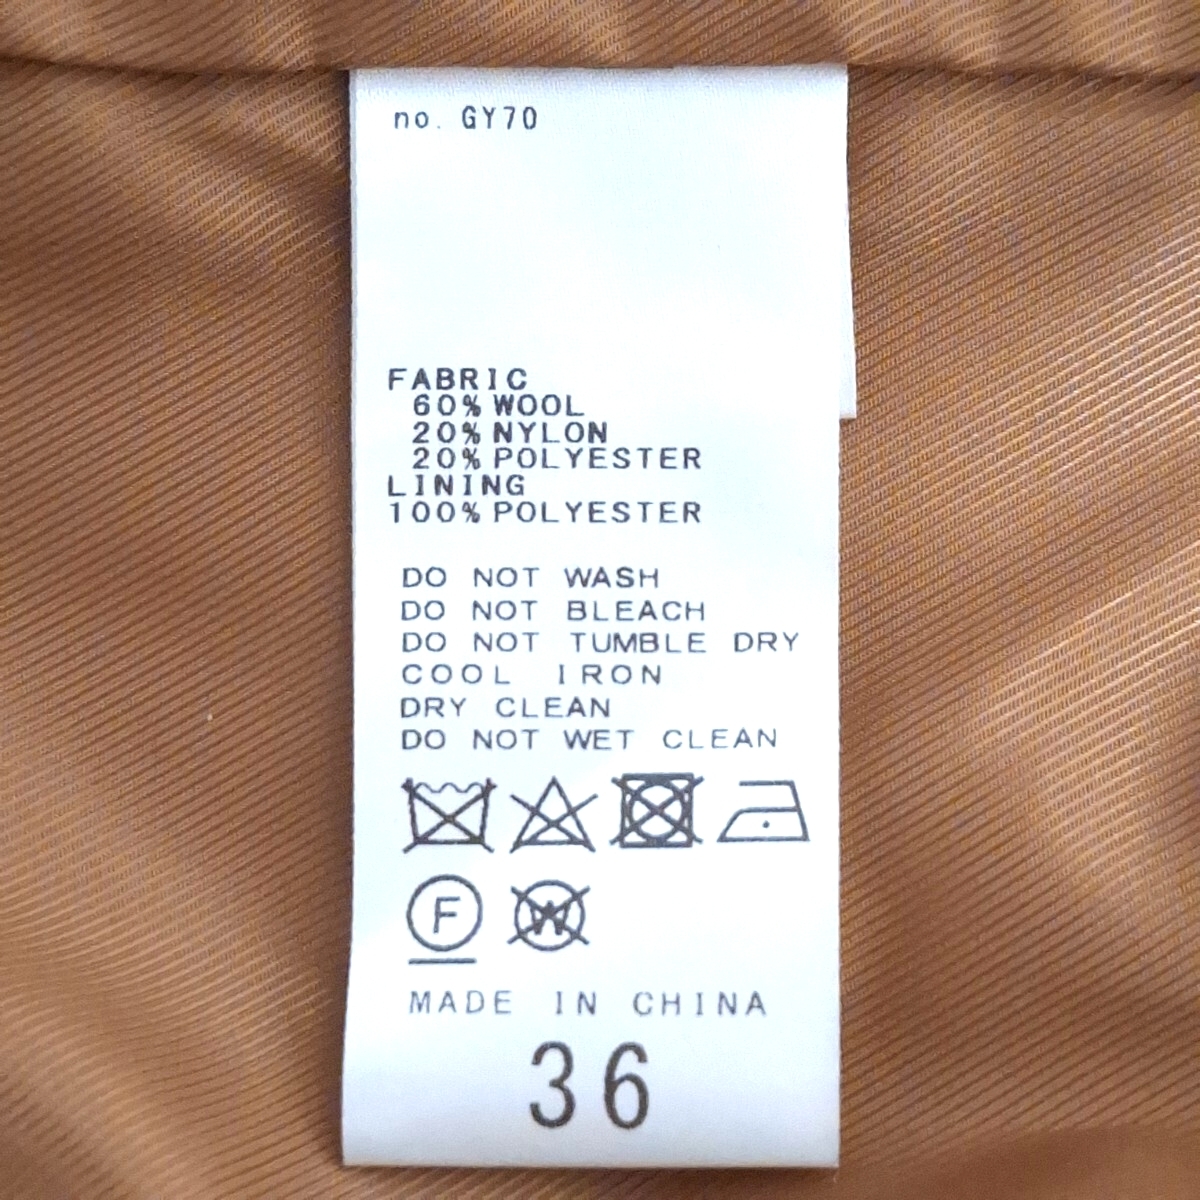 no. GY70
FABRIC
60% WOOL
20% NYLON
20% POLYESTER
LINING
100% POLYESTER
DO NOT WASH
DO NOT BLEACH
DO NOT TUMBLE DRY
COOL IRON
DRY CLEAN
DO NOT WET CLEAN
F W
MADE IN CHINA
36